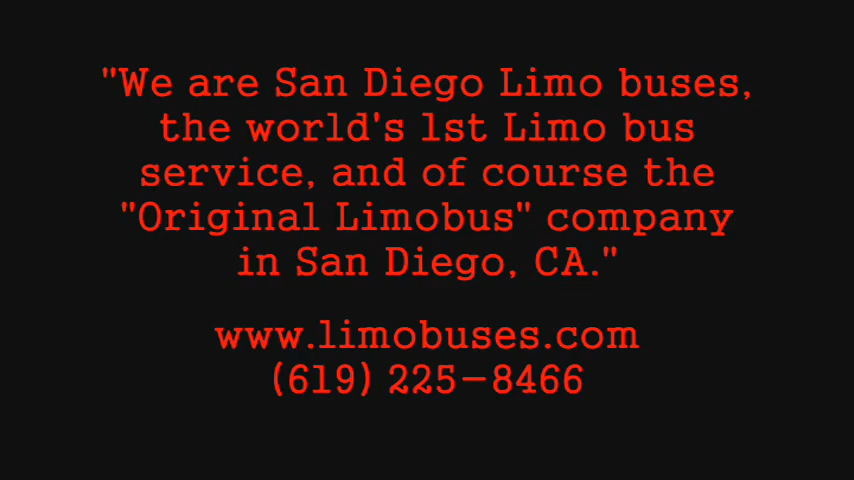 "We are San Diego Limo buses,
the world's 1st Limo bus
service, and of course the
"Original Limobus" company
in San Diego, CA."
www.limobuses.com
(619) 225-8466